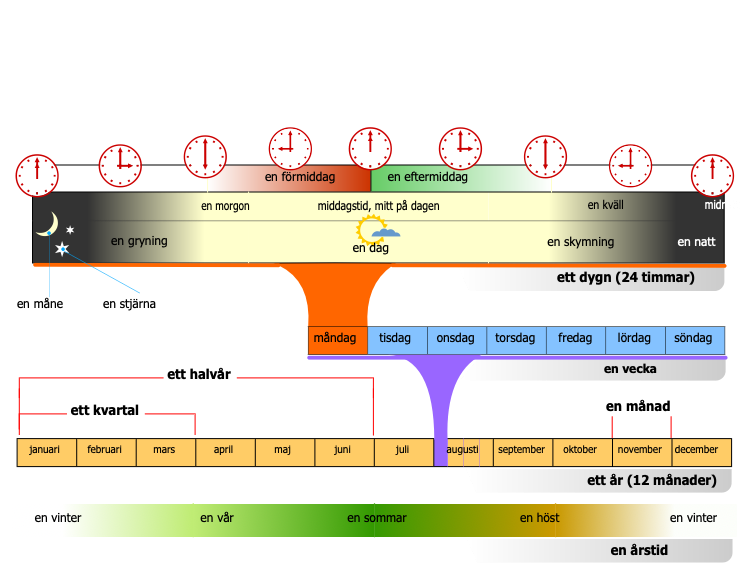 en förmiddag
en eftermiddag
en morgon
middagstid, mitt på dagen
en kväll
midr
en gryning
en dag
en skymning
en natt
ett dygn (24 timmar)
en måne
en stjärna
måndag
tisdag
onsdag
torsdag
fredag
lördag
söndag
en vecka
ett halvår
ett kvartal
en månad
januari
februari
mars
april
maj
juni
juli
augusti
september
oktober
november
december
ett år (12 månader)
en vinter
en vår
en sommar
en höst
en vinter
en årstid